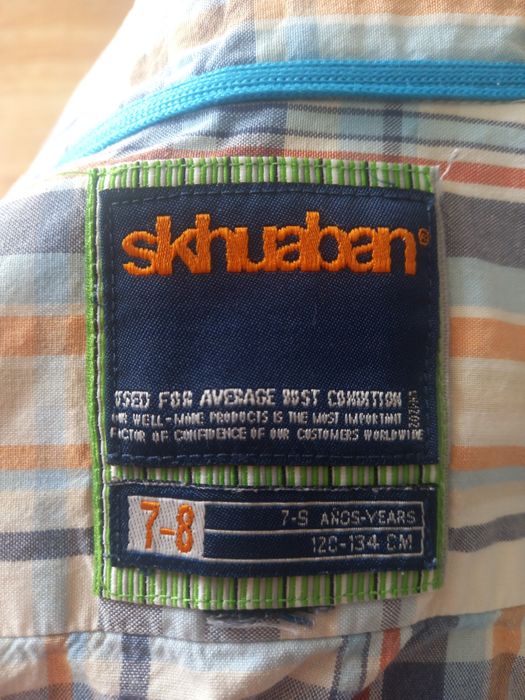 skhuaban®
USED FOR AVERAGE DUST CONDITION
OUR WELL-MADE PRODUCTS IS THE MOST IMPORTANT
FACTOR OF CONFIDENCE OF OUR CUSTOMERS WORLDWIDE
7-8
7-8 AÑOS-YEARS
128-134 CM